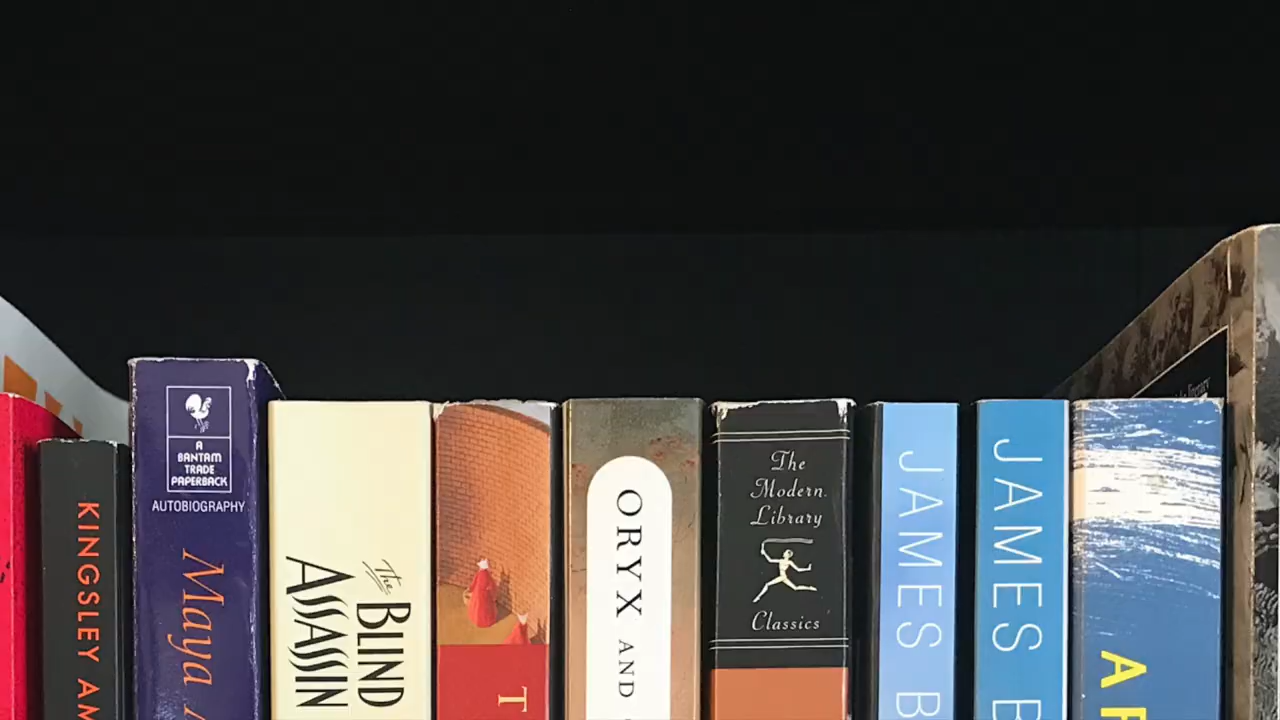 KINGSLEY AM
A
BANTAM
TRADE
PAPERBACK
AUTOBIOGRAPHY
Maya
The BLIND
ASSASSIN
T
ORYX AND
The
Modern
Library
Classics
JAMES B
JAMES B
A F